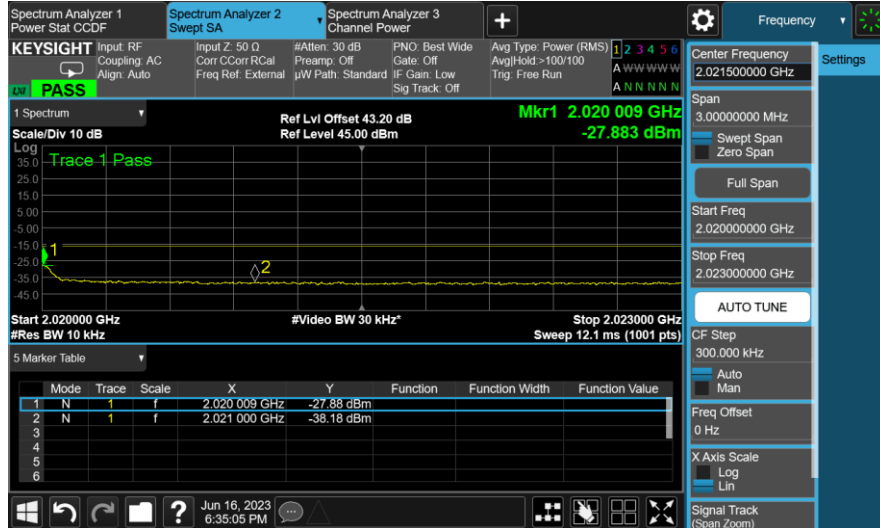 Spectrum Analyzer 1
Power Stat CCDF
Spectrum Analyzer 2
Swept SA
Spectrum Analyzer 3
Channel Power
Frequency
KEYSIGHT
Input: RF
Coupling: AC
Align: Auto
Input Z: 50 Ω
Corr CCorr RCal
Freq Ref: External
#Atten: 30 dB
Preamp: Off
µW Path: Standard
PNO: Best Wide
Gate: Off
IF Gain: Low
Sig Track: Off
Avg Type: Power (RMS)
Avg|Hold:>100/100
Trig: Free Run
1 2 3 4 5 6
A W W W W W
A N N N N N
LXI PASS
1 Spectrum
Scale/Div 10 dB
Ref Lvl Offset 43.20 dB
Ref Level 45.00 dBm
Mkr1 2.020 009 GHz
-27.883 dBm
Log
Trace 1 Pass
35.0
25.0
15.0
5.00
-5.00
-15.0
-25.0
-35.0
-45.0
1
2
Start 2.020000 GHz
#Res BW 10 kHz
#Video BW 30 kHz*
Stop 2.023000 GHz
Sweep 12.1 ms (1001 pts)
5 Marker Table
Mode Trace Scale X Y Function Function Width Function Value
1 N 1 f 2.020 009 GHz -27.88 dBm
2 N 1 f 2.021 000 GHz -38.18 dBm
3
4
5
6
Jun 16, 2023
6:35:05 PM
Center Frequency
2.021500000 GHz
Settings
Span
3.00000000 MHz
Swept Span
Zero Span
Full Span
Start Freq
2.020000000 GHz
Stop Freq
2.023000000 GHz
AUTO TUNE
CF Step
300.000 kHz
Auto
Man
Freq Offset
0 Hz
X Axis Scale
Log
Lin
Signal Track
(Span Zoom)